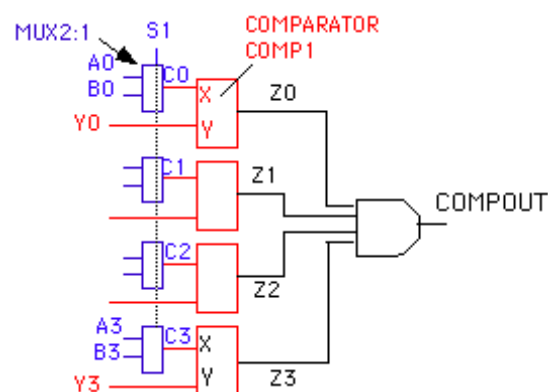 MUX2:1
S1
COMPARATOR
COMP1
A0
B0
C0
X
Z0
Y0
Y
C1
Z1
COMPOUT
C2
Z2
A3
B3
C3
X
Y3
Y
Z3